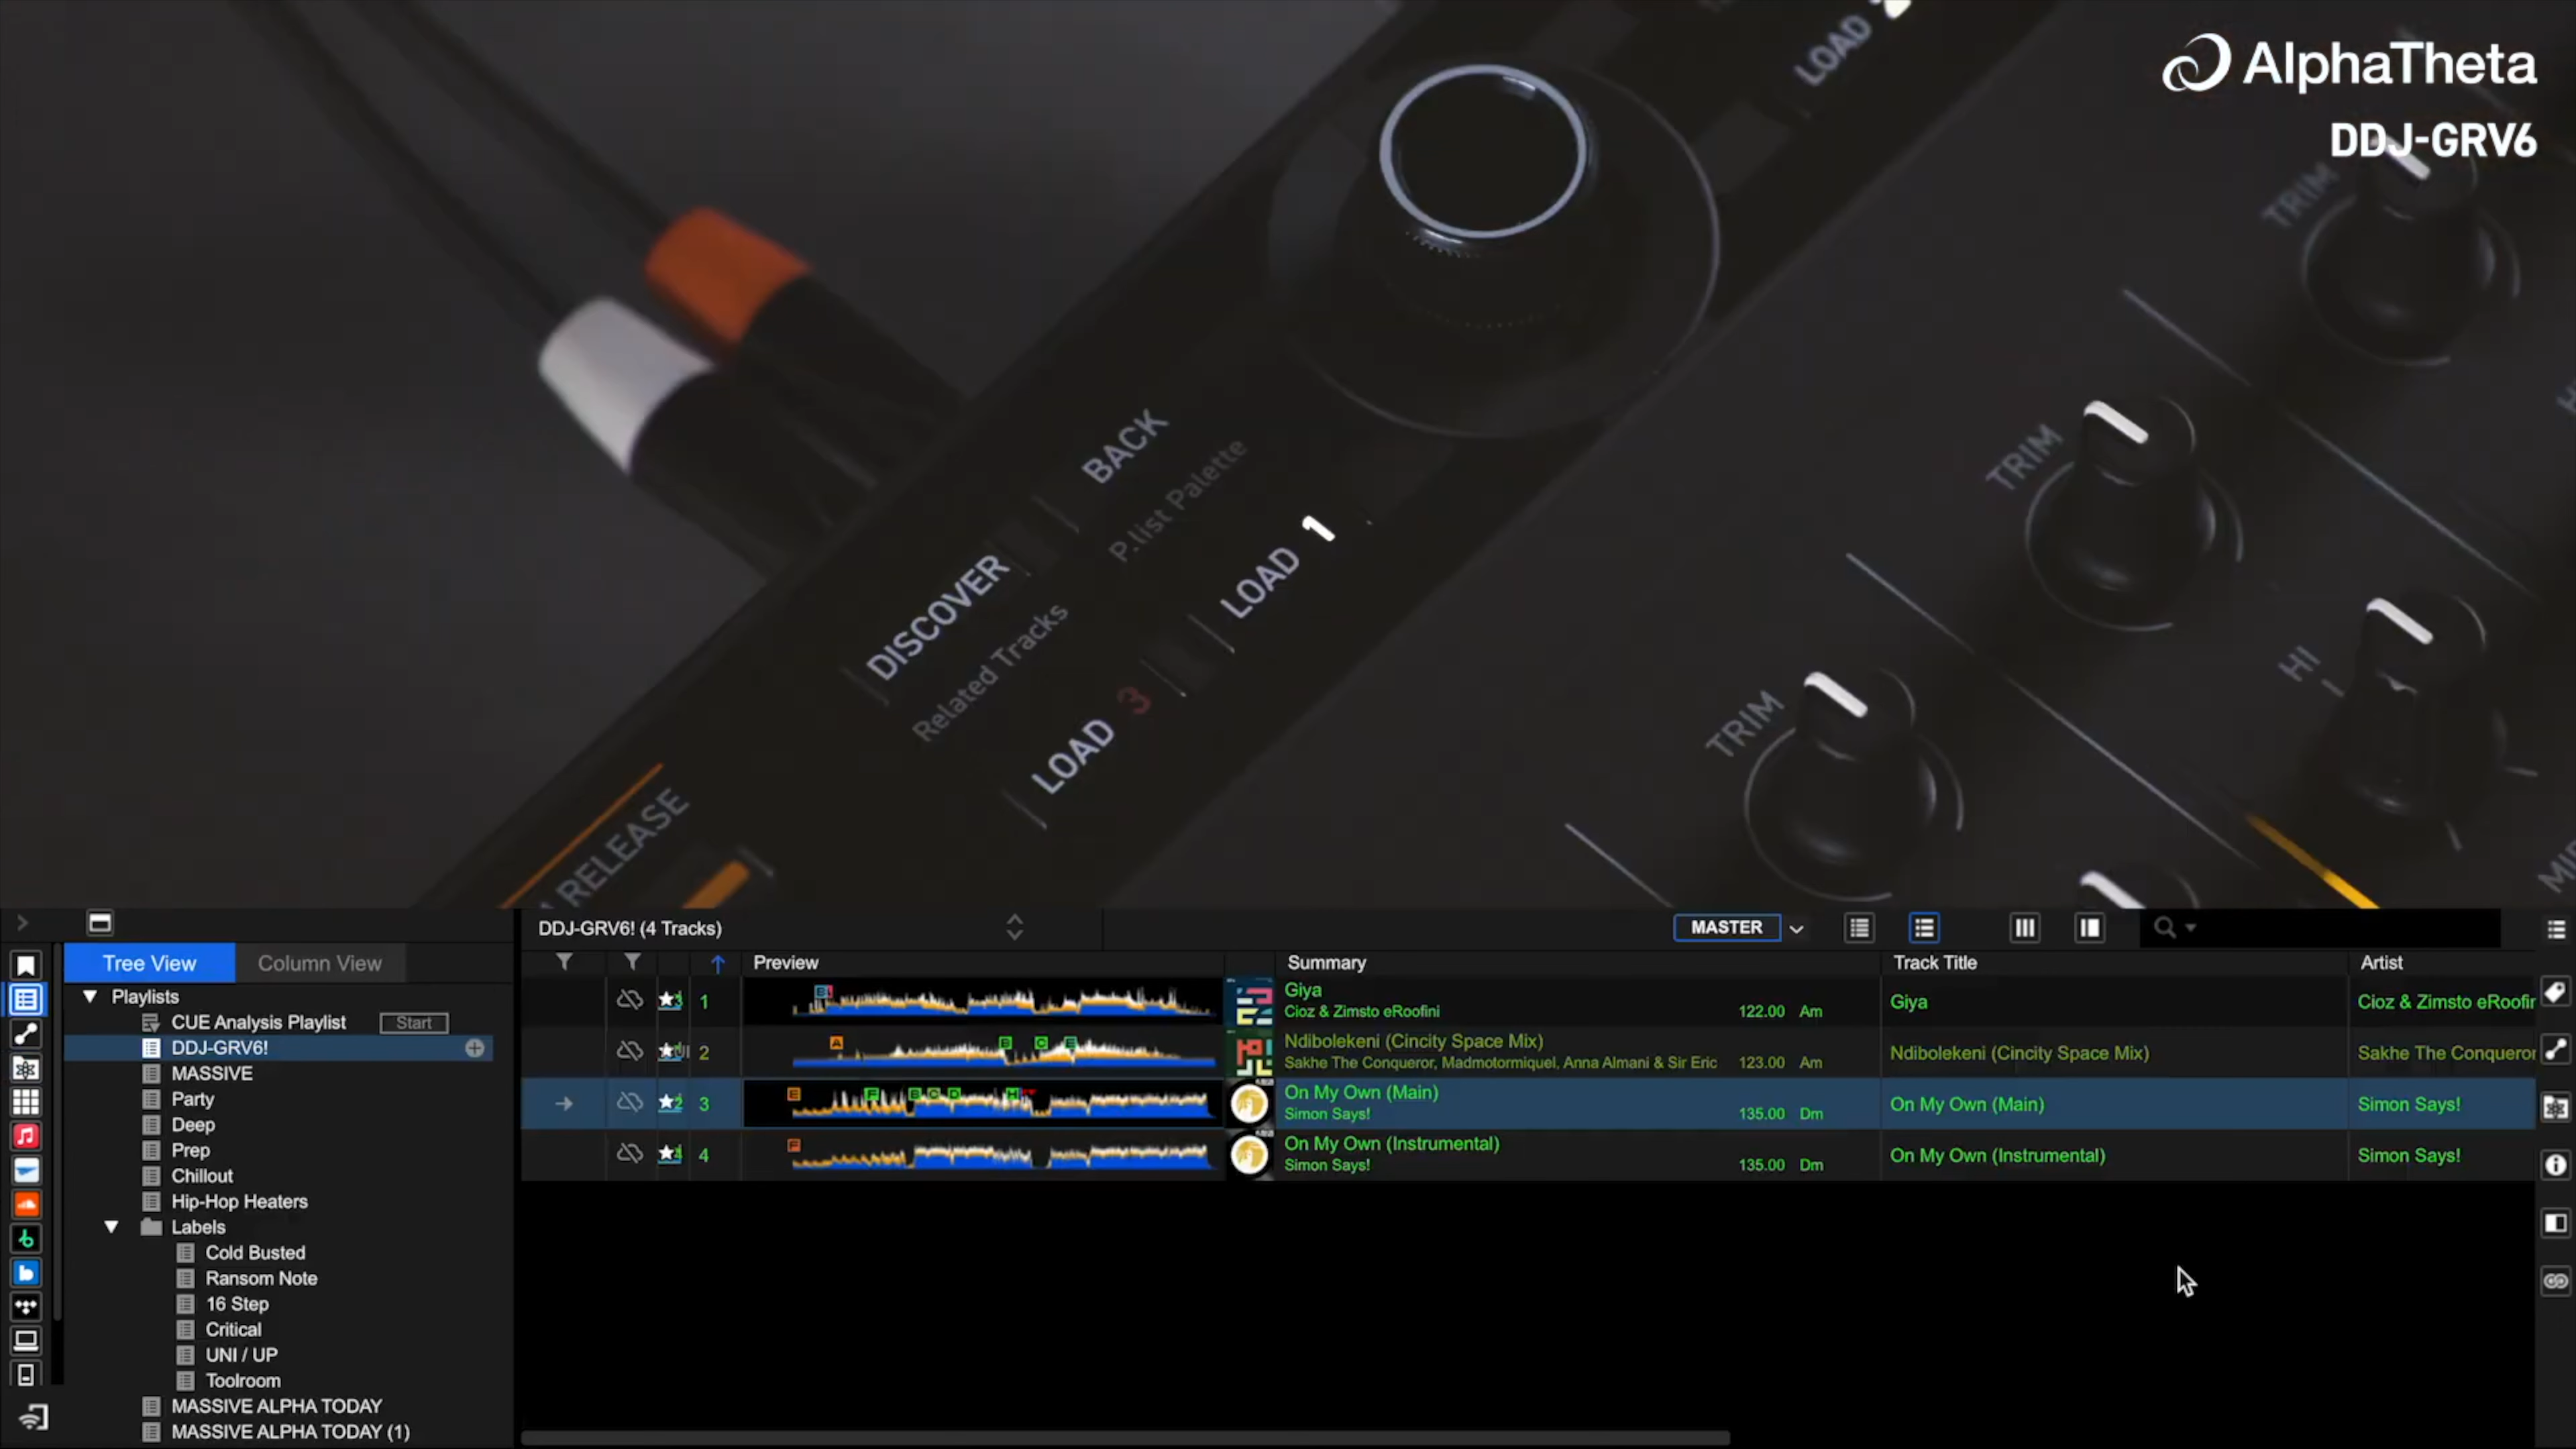 AlphaTheta
DDJ-GRV6
LOAD
TRIM
BACK
P.list Palette
TRIM
DISCOVER
Related Tracks
LOAD 1
HI
LOAD 3
TRIM
RELEASE
DDJ-GRV6! (4 Tracks)
MASTER
Tree View
Column View
Preview
Summary
Track Title
Artist
Playlists
CUE Analysis Playlist
Start
DDJ-GRV6!
MASSIVE
Party
Deep
Prep
Chillout
Hip-Hop Heaters
Labels
Cold Busted
Ransom Note
16 Step
Critical
UNI / UP
Toolroom
MASSIVE ALPHA TODAY
MASSIVE ALPHA TODAY (1)
1
Giya
Cioz & Zimsto eRoofini
122.00 Am
Giya
Cioz & Zimsto
2
A
B
C
E
Ndibolekeni (Cincity Space Mix)
Sakhe The Conqueror, Madmotormiquel, Anna Almani & Sir Eric
123.00 Am
Ndibolekeni (Cincity Space Mix)
Sakhe The
3
E
F
B
C
D
H
On My Own (Main)
Simon Says!
135.00 Dm
On My Own (Main)
Simon Says!
4
On My Own (Instrumental)
Simon Says!
135.00 Dm
On My Own (Instrumental)
Simon Says!